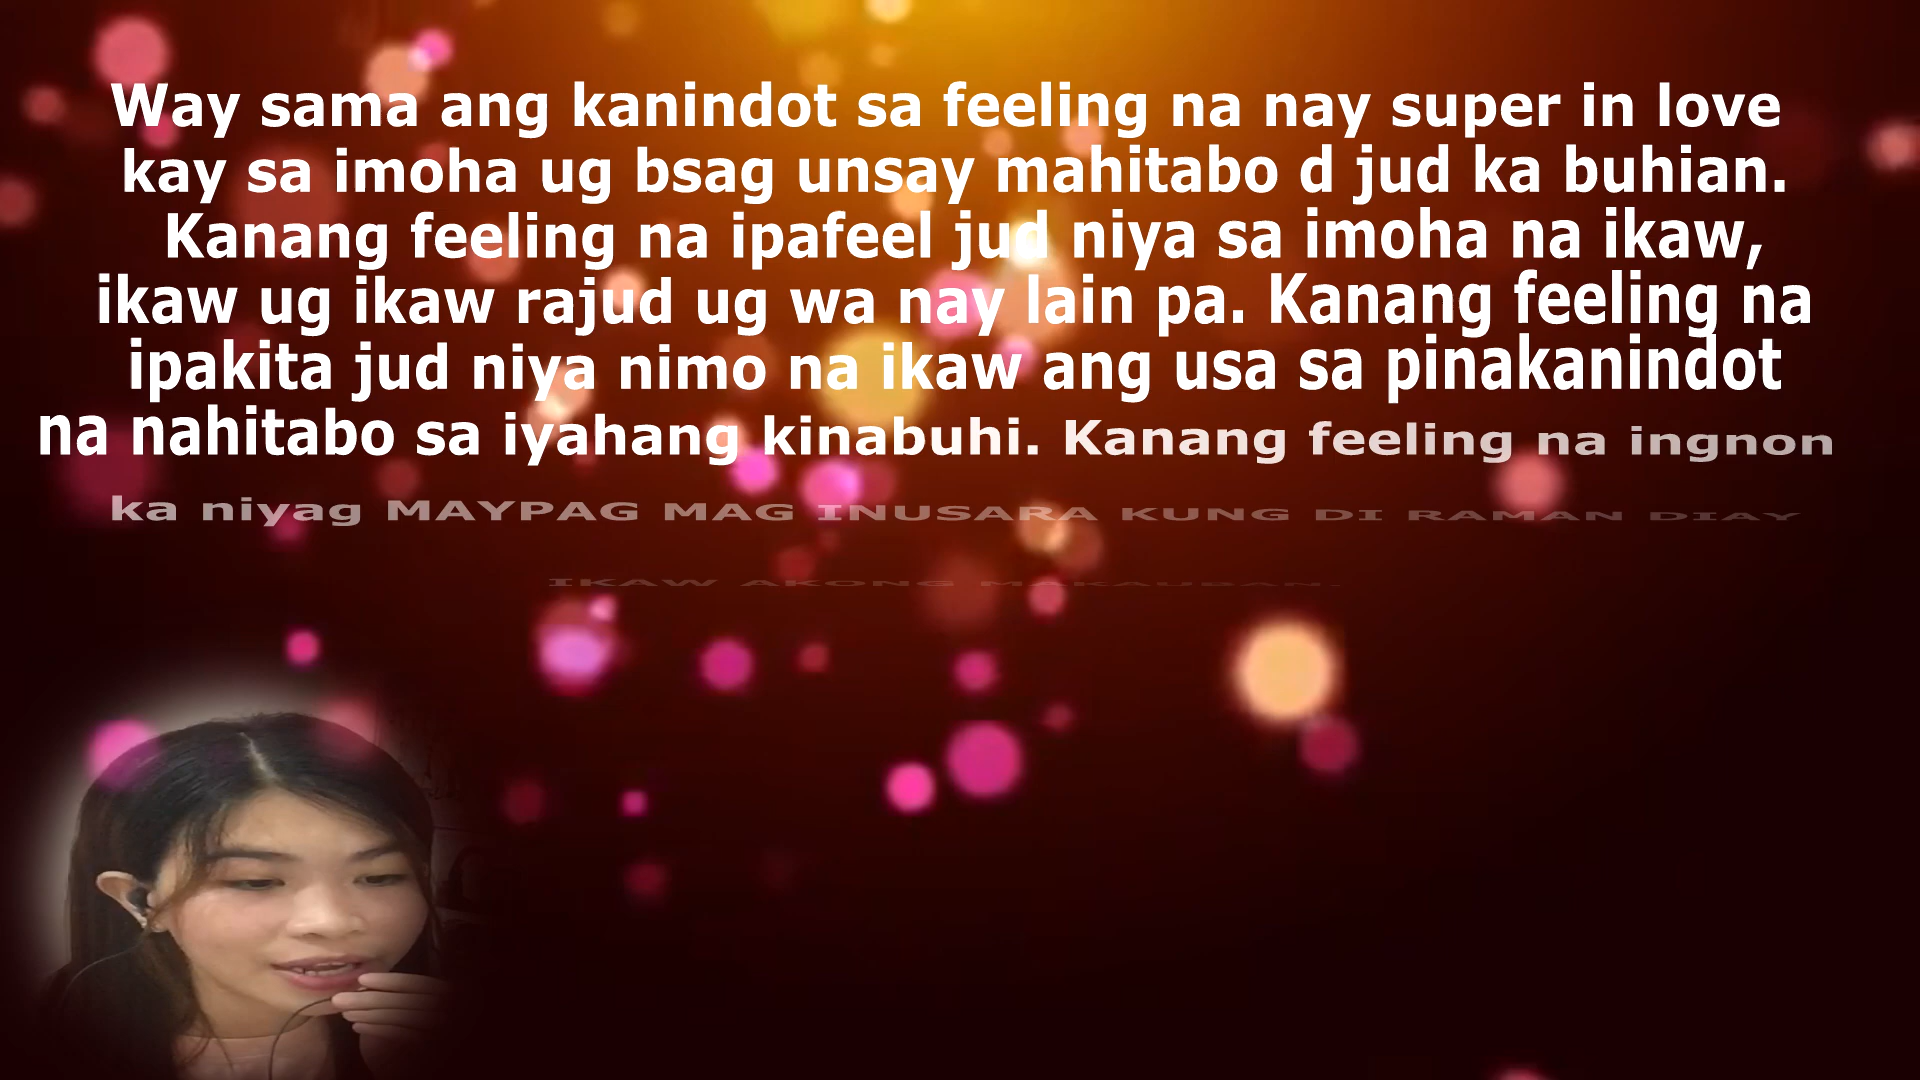 Way sama ang kanindot sa feeling na nay super in love
kay sa imoha ug bsag unsay mahitabo d jud ka buhian.
Kanang feeling na ipafeel jud niya sa imoha na ikaw,
ikaw ug ikaw rajud ug wa nay lain pa. Kanang feeling na
ipakita jud niya nimo na ikaw ang usa sa pinakanindot
na nahitabo sa iyahang kinabuhi. Kanang feeling na ingnon
ka niyag MAYPAG MAG INUSARA KUNG DI RAMAN DIAY
IKAW AKONG MAKAUBAN.